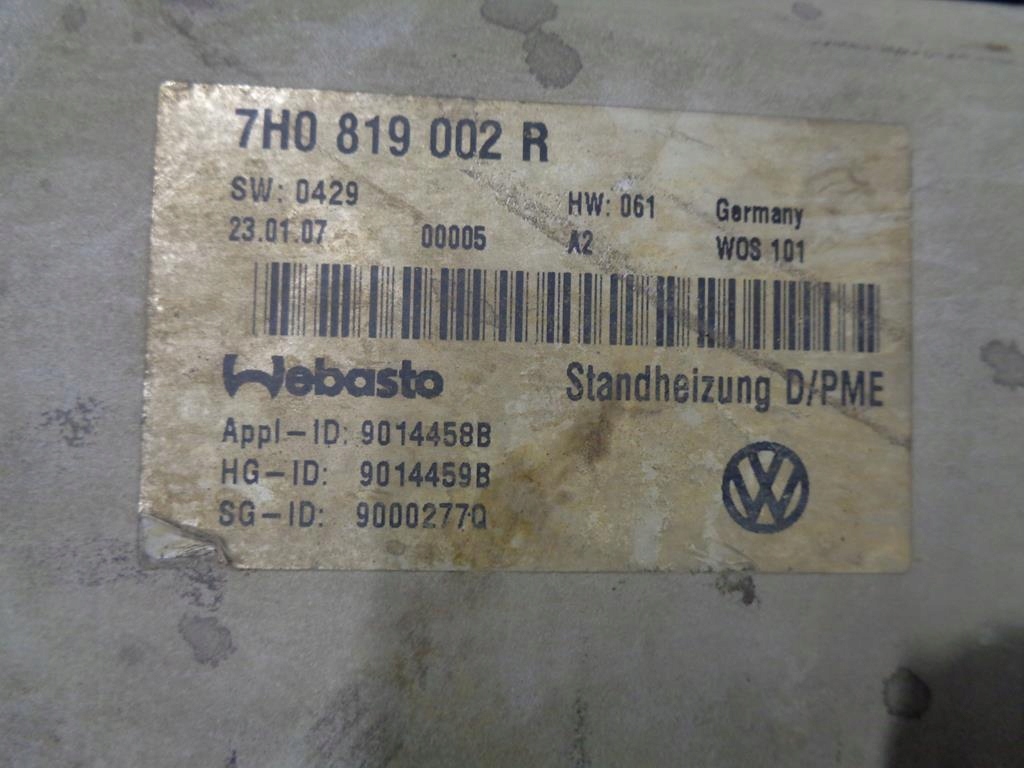 7H0 819 002 R
SW: 0429 HW: 061 Germany
23.01.07 00005 A2 WOS 101
Webasto Standheizung D/PME
Appl-ID: 9014458B
HG-ID: 9014459B
SG-ID: 9000277Q
VW